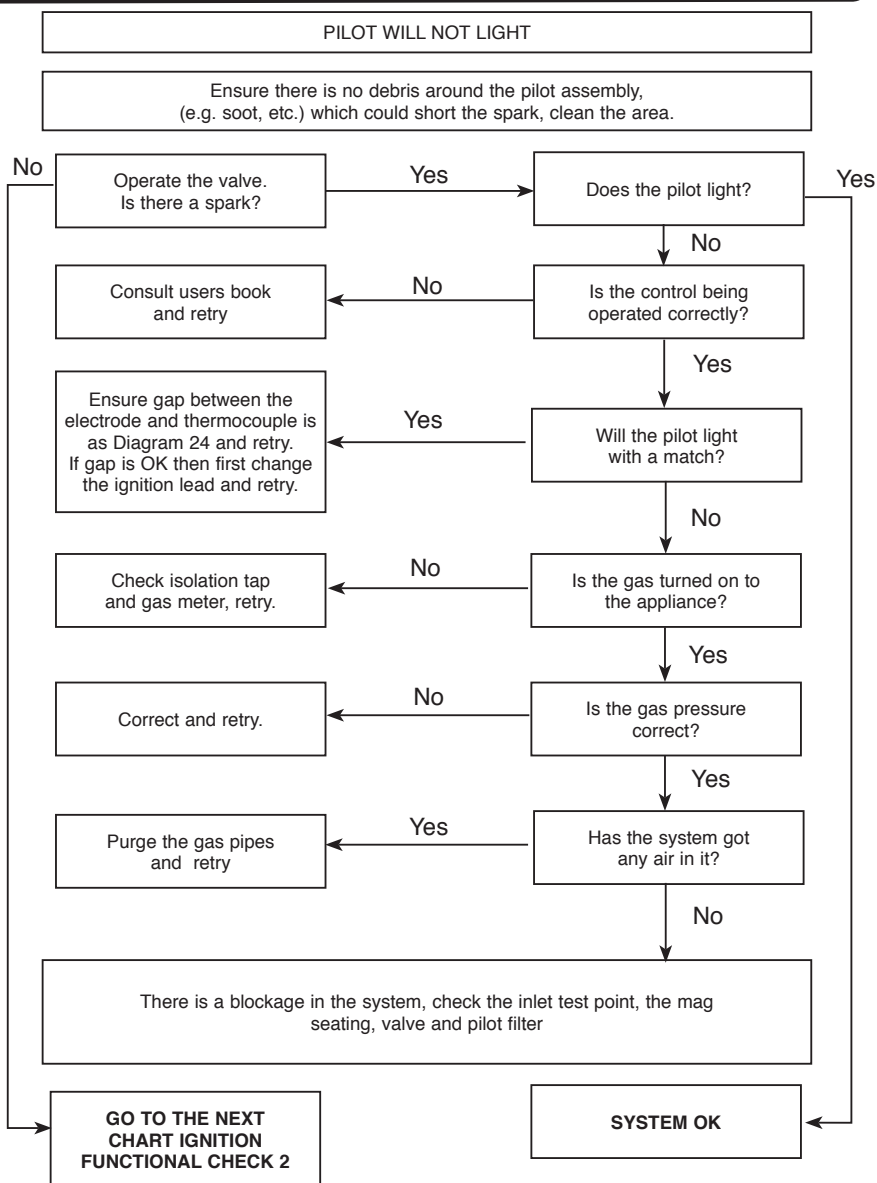 PILOT WILL NOT LIGHT
Ensure there is no debris around the pilot assembly,
(e.g. soot, etc.) which could short the spark, clean the area.
No
Operate the valve.
Is there a spark?
Yes
Does the pilot light?
Yes
No
Consult users book
and retry
No
Is the control being
operated correctly?
Yes
Ensure gap between the
electrode and thermocouple is
as Diagram 24 and retry.
If gap is OK then first change
the ignition lead and retry.
Yes
Will the pilot light
with a match?
No
Check isolation tap
and gas meter, retry.
No
Is the gas turned on to
the appliance?
Yes
Correct and retry.
No
Is the gas pressure
correct?
Yes
Purge the gas pipes
and retry
Yes
Has the system got
any air in it?
No
There is a blockage in the system, check the inlet test point, the mag
seating, valve and pilot filter
GO TO THE NEXT
CHART IGNITION
FUNCTIONAL CHECK 2
SYSTEM OK